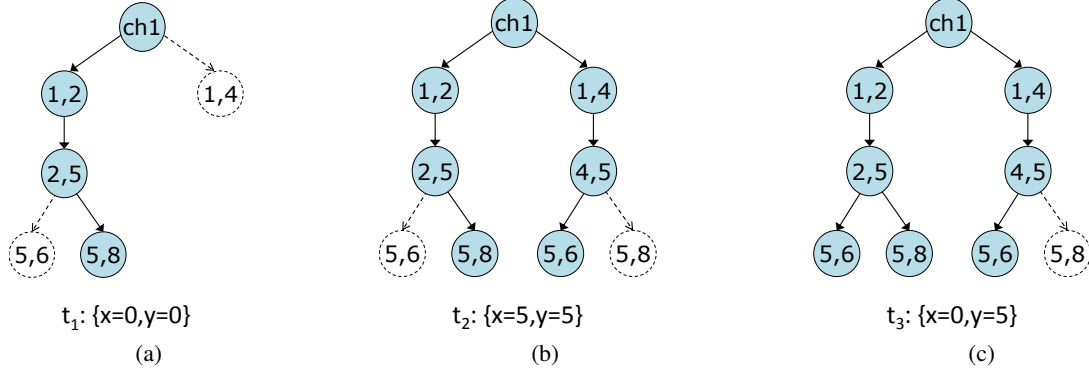 ch1
1,2
1,4
2,5
5,6
5,8
t1: {x=0,y=0}
(a)
ch1
1,2
1,4
2,5
4,5
5,6
5,8
5,6
5,8
t2: {x=5,y=5}
(b)
ch1
1,2
1,4
2,5
4,5
5,6
5,8
5,6
5,8
t3: {x=0,y=5}
(c)